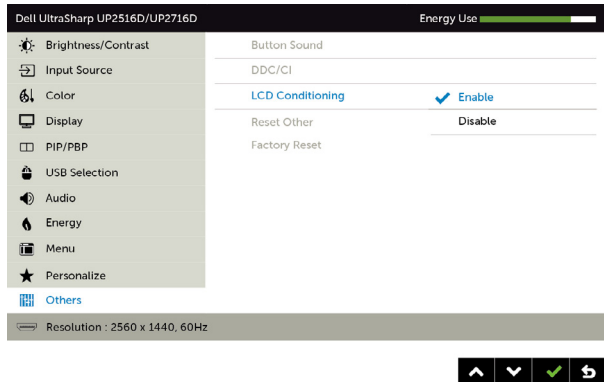 Dell UltraSharp UP2516D/UP2716D
Energy Use
Brightness/Contrast
Button Sound
Input Source
DDC/CI
Color
LCD Conditioning
Enable
Display
Reset Other
Disable
PIP/PBP
Factory Reset
USB Selection
Audio
Energy
Menu
Personalize
Others
Resolution : 2560 x 1440, 60Hz